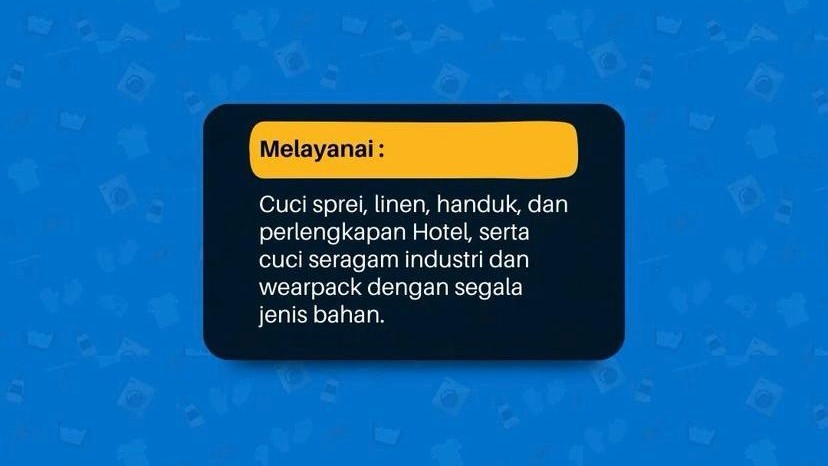 Melayanai :
Cuci sprei, linen, handuk, dan
perlengkapan Hotel, serta
cuci seragam industri dan
wearpack dengan segala
jenis bahan.